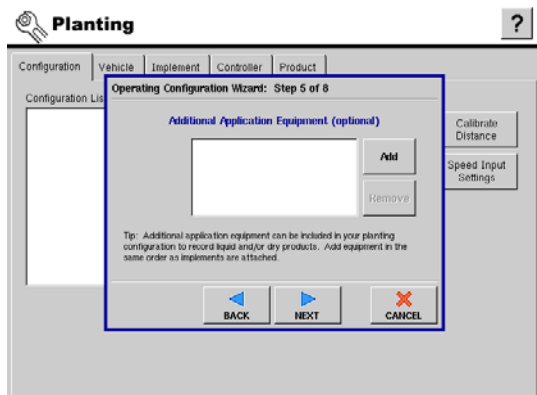 Planting
?
Configuration Vehicle Implement Controller Product
Configuration Lis
Operating Configuration Wizard: Step 5 of 8
Additional Application Equipment (optional)
Add
Remove
Tip: Additional application equipment can be included in your planting
configuration to record liquid and/or dry products. Add equipment in the
same order as implements are attached.
BACK NEXT CANCEL
Calibrate
Distance
Speed Input
Settings